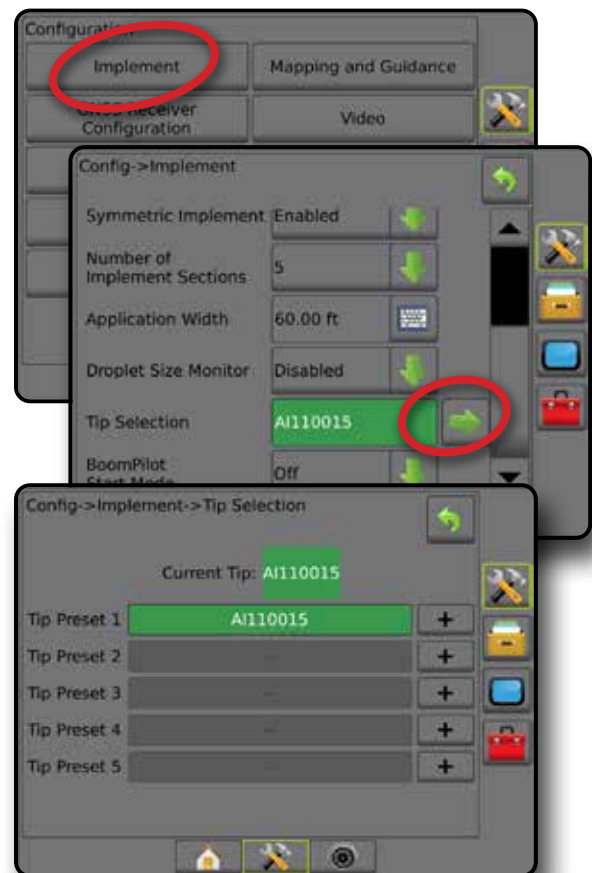 Configuration
Implement
Mapping and Guidance
GNSS Receiver
Configuration
Video
Config->Implement
Symmetric Implement Enabled
Number of
Implement Sections
5
Application Width 60.00 ft
Droplet Size Monitor Disabled
Tip Selection AI110015
BoomPilot
Start Mode
Off
Config->Implement->Tip Selection
Current Tip: AI110015
Tip Preset 1 AI110015 +
Tip Preset 2 -- +
Tip Preset 3 -- +
Tip Preset 4 -- +
Tip Preset 5 -- +